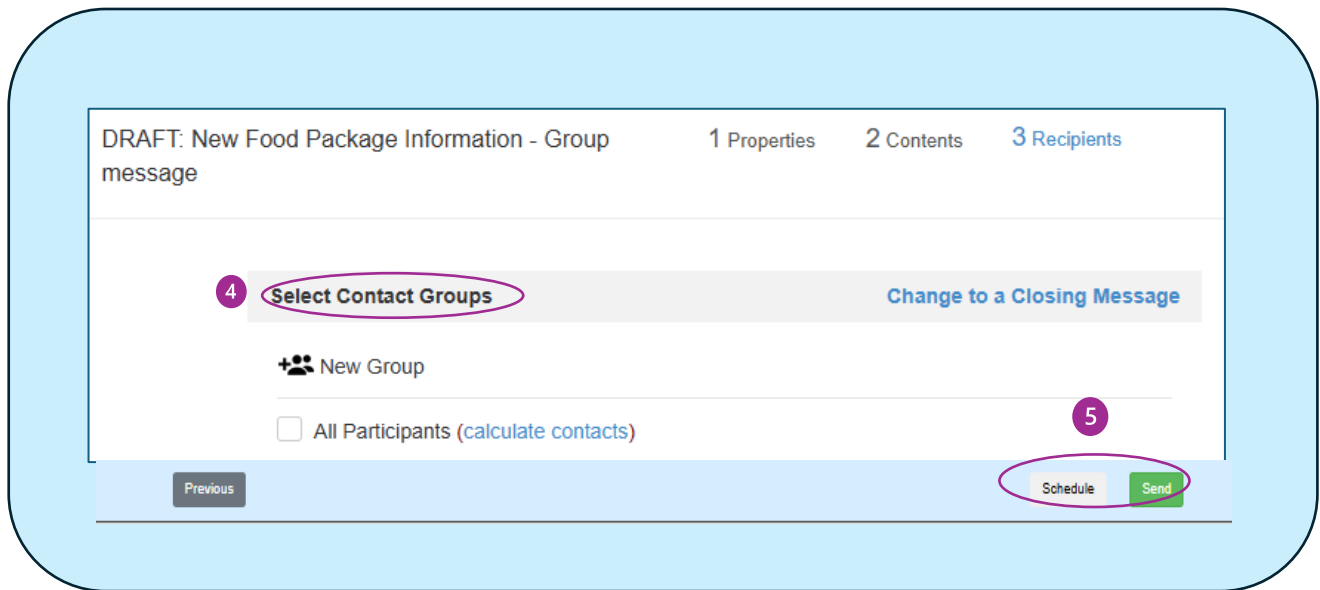 DRAFT: New Food Package Information - Group
message
1 Properties
2 Contents
3 Recipients
4
Select Contact Groups
Change to a Closing Message
New Group
All Participants (calculate contacts)
5
Previous
Schedule
Send